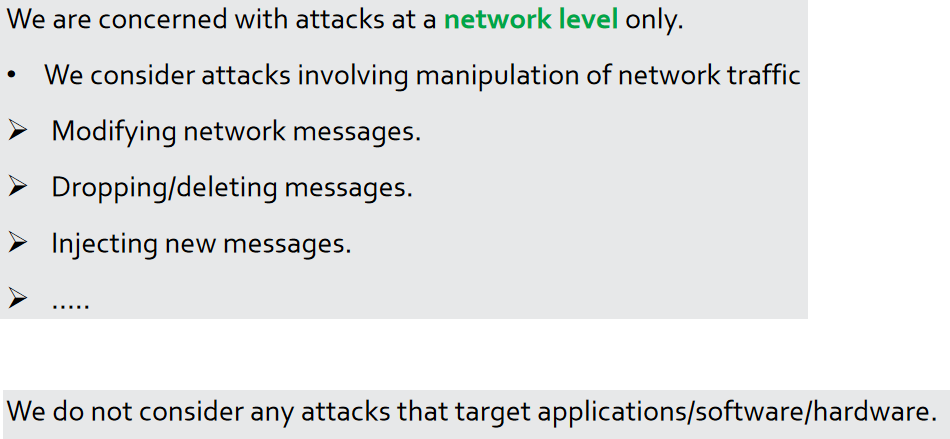 We are concerned with attacks at a network level only.
• We consider attacks involving manipulation of network traffic
➢ Modifying network messages.
➢ Dropping/deleting messages.
➢ Injecting new messages.
➢ .....
We do not consider any attacks that target applications/software/hardware.